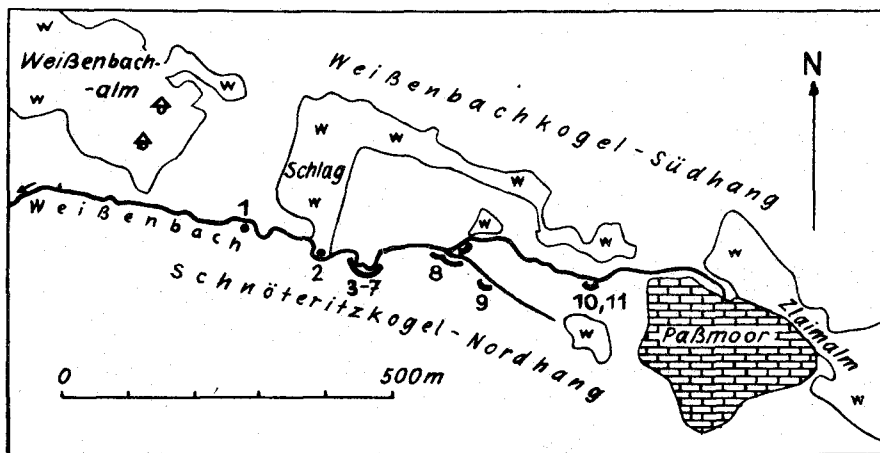 Weißenbach-
-alm
Weißenbachkogel-Südhang
N
Schlag
Weißenbach
1
2
3-7
8
9
10,11
Schnöteritzkogel-Nordhang
Paßmoor
Zlaimalm
0
500m
w
w
w
w
w
w
w
w
w
w
w
w
w